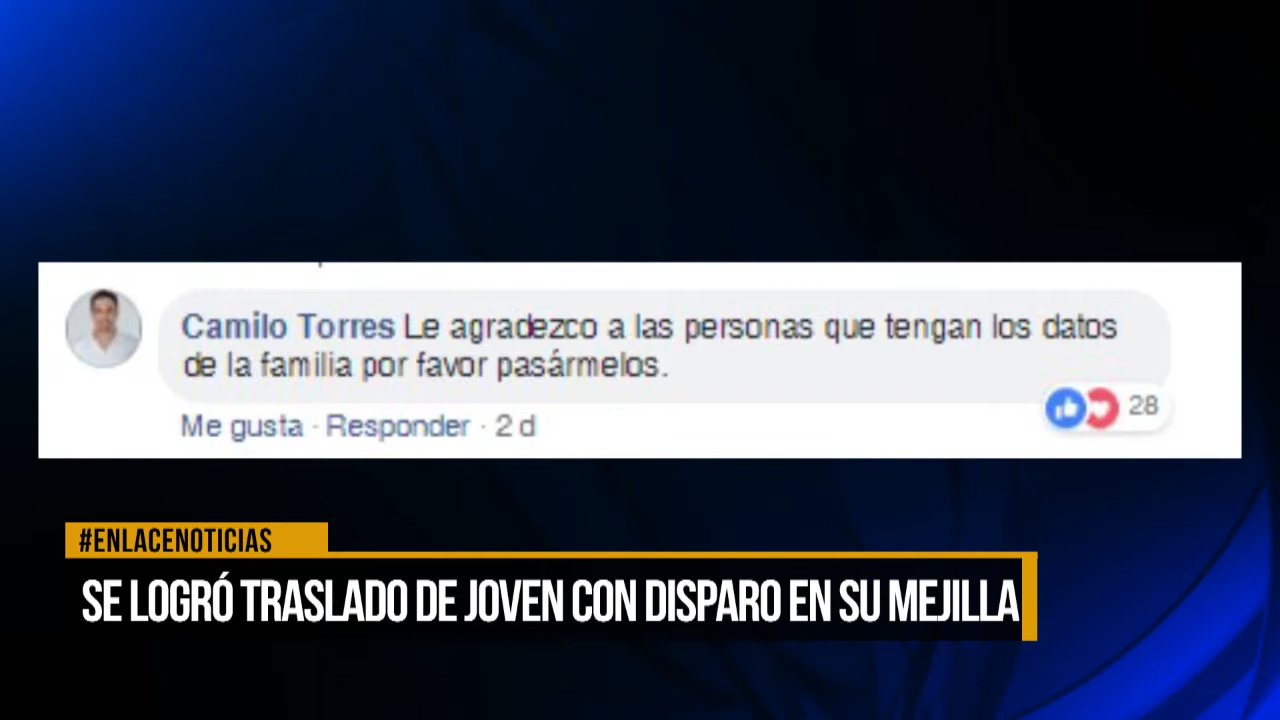 Camilo Torres Le agradezco a las personas que tengan los datos
de la familia por favor pasármelos.
Me gusta · Responder · 2 d
28
#ENLACENOTICIAS
SE LOGRÓ TRASLADO DE JOVEN CON DISPARO EN SU MEJILLA